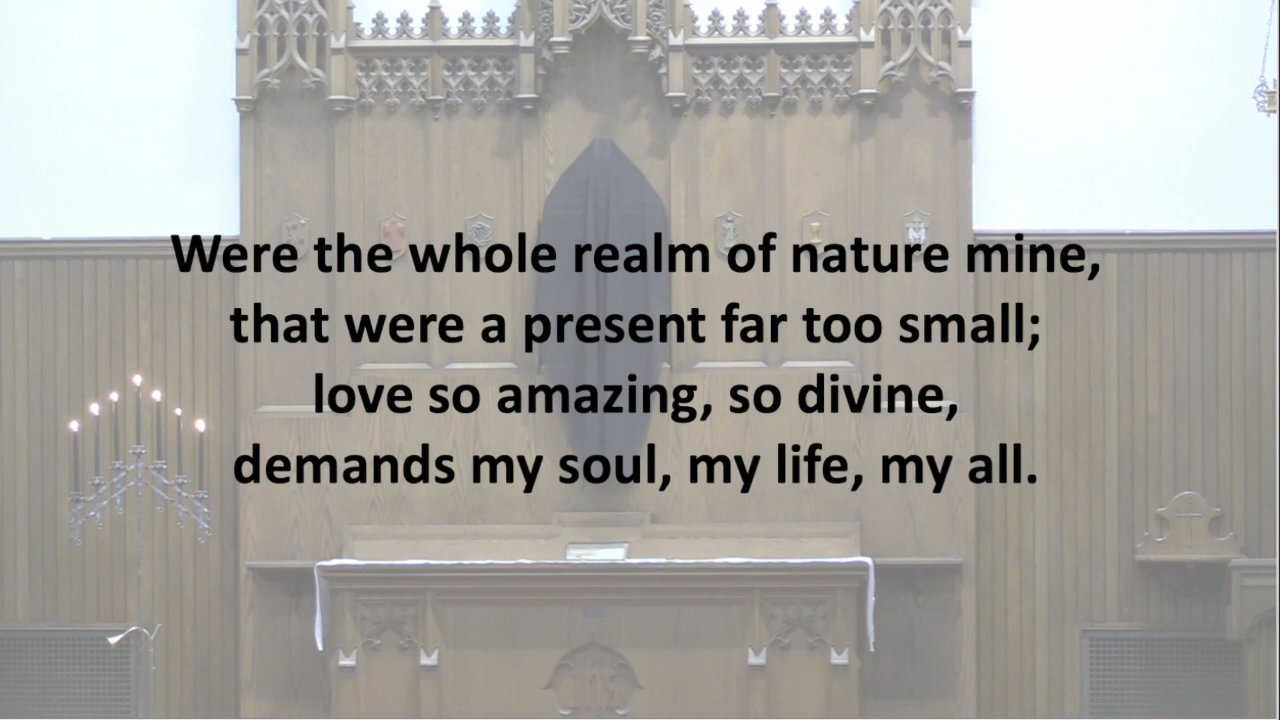 Were the whole realm of nature mine,
that were a present far too small;
love so amazing, so divine,
demands my soul, my life, my all.